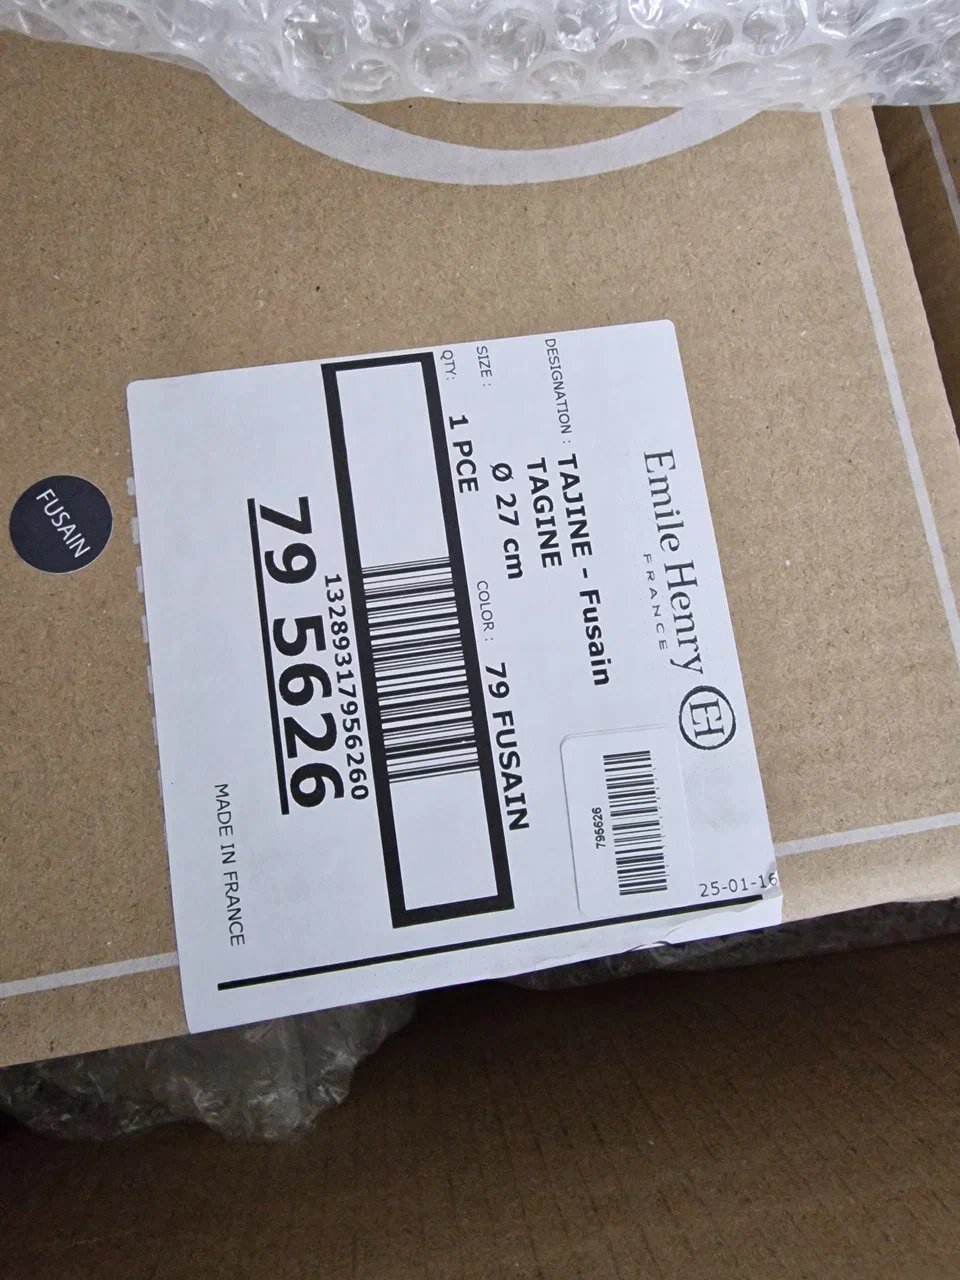 Emile Henry EH
FRANCE
DESIGNATION : TAJINE - Fusain
TAGINE
SIZE : Ø 27 cm
COLOR : 79 FUSAIN
QTY: 1 PCE
13289317956260
79 5626
MADE IN FRANCE
795626
25-01-16
FUSAIN